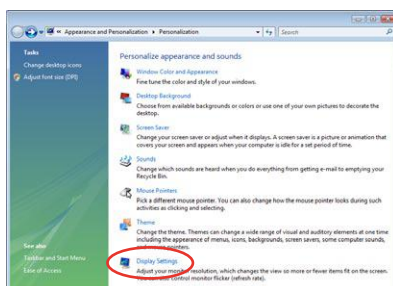 « Appearance and Personalization ▸ Personalization
Search
Tasks
Change desktop icons
Adjust font size (DPI)
Personalize appearance and sounds
Window Color and Appearance
Fine tune the color and style of your windows.
Desktop Background
Choose from available backgrounds or colors or use one of your own pictures to decorate the
desktop.
Screen Saver
Change your screen saver or adjust when it displays. A screen saver is a picture or animation that
covers your screen and appears when your computer is idle for a set period of time.
Sounds
Change which sounds are heard when you do everything from getting e-mail to emptying your
Recycle Bin.
Mouse Pointers
Pick a different mouse pointer. You can also change how the mouse pointer looks during such
activities as clicking and selecting.
Theme
Change the theme. Themes can change a wide range of visual and auditory elements at one time
including the appearance of menus, icons, backgrounds, screen savers, some computer sounds,
and mouse pointers.
Display Settings
Adjust your monitor resolution, which changes the view so more or fewer items fit on the screen.
You can also control monitor flicker (refresh rate).
See also
Taskbar and Start Menu
Ease of Access